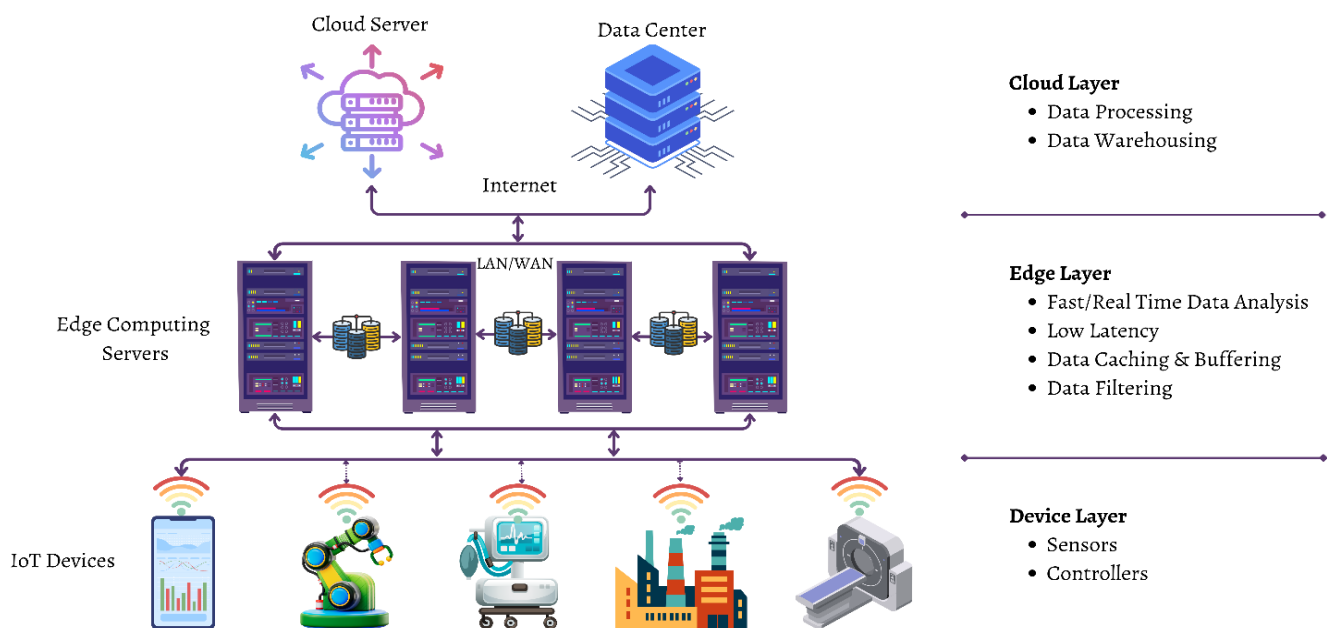 Cloud Server
Data Center
Internet
LAN/WAN
Edge Computing
Servers
IoT Devices
Cloud Layer
• Data Processing
• Data Warehousing
Edge Layer
• Fast/Real Time Data Analysis
• Low Latency
• Data Caching & Buffering
• Data Filtering
Device Layer
• Sensors
• Controllers